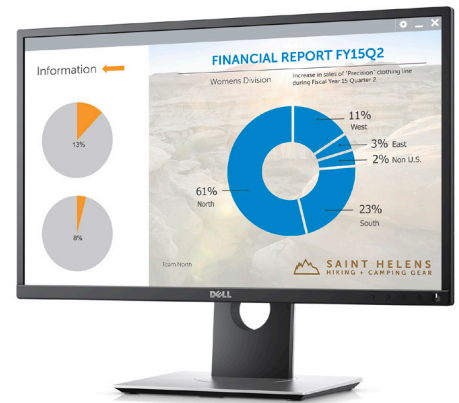 Information
13%
8%
FINANCIAL REPORT FY15Q2
Womens Division
Increase in sales of "Precision" clothing line
during Fiscal Year 15 Quarter 2
11%
West
3% East
2% Non U.S.
61%
North
23%
South
Team North
SAINT HELENS
HIKING + CAMPING GEAR
DELL